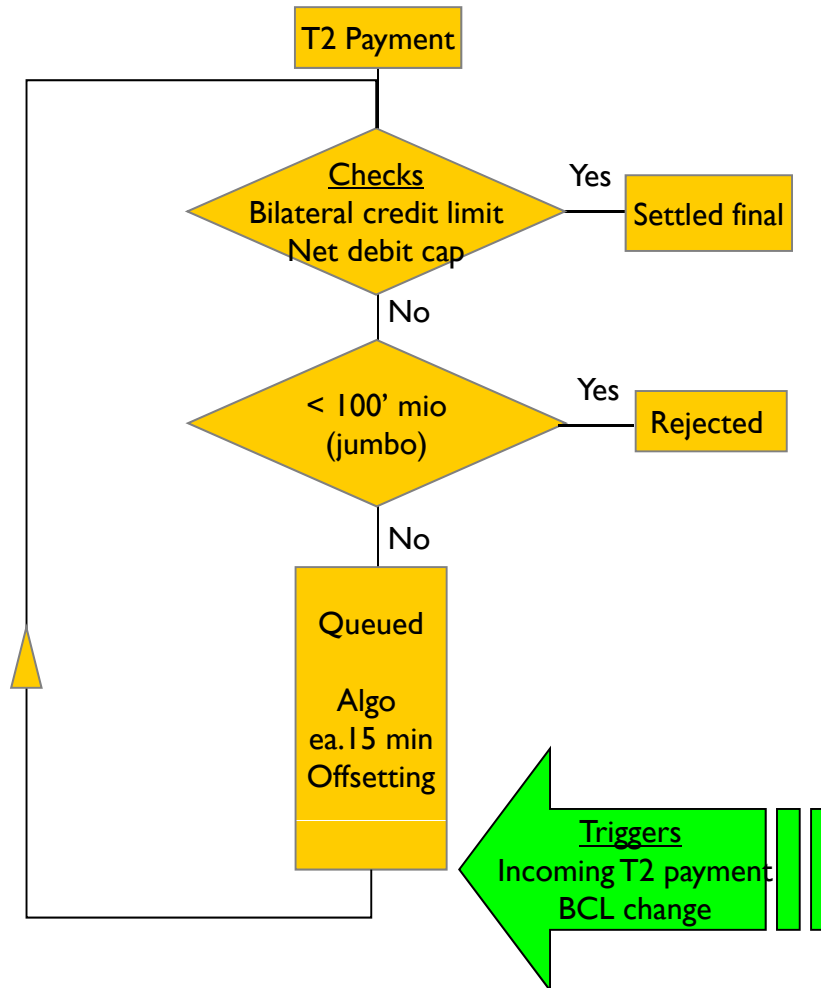 T2 Payment
Checks
Bilateral credit limit
Net debit cap
Yes
Settled final
No
< 100' mio
(jumbo)
Yes
Rejected
No
Queued
Algo
ea.15 min
Offsetting
Triggers
Incoming T2 payment
BCL change